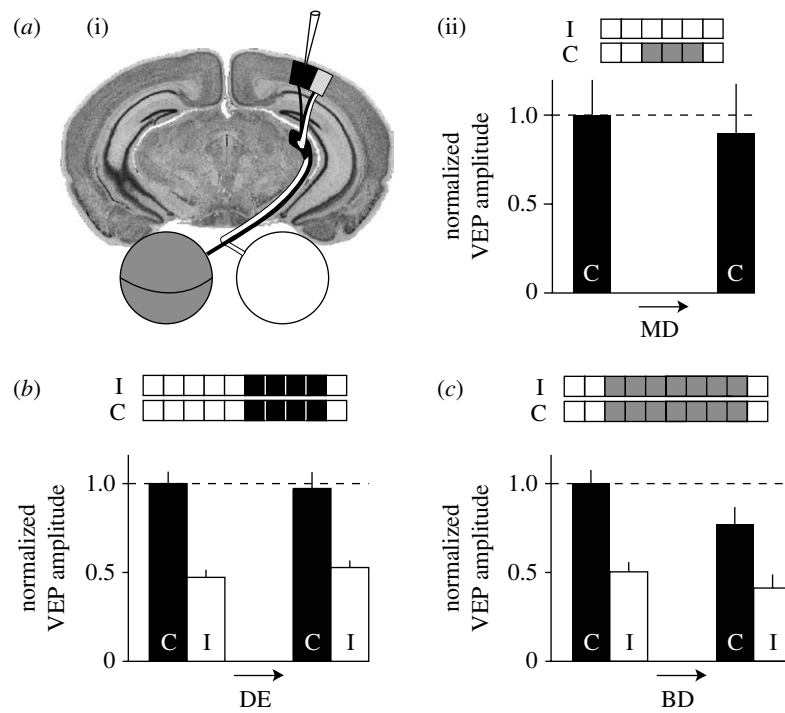 (a) (i)
(ii)
I
C
normalized
VEP amplitude
1.0
0.5
0
C
C
MD
(b)
I
C
normalized
VEP amplitude
1.0
0.5
0
C
I
C
I
DE
(c)
I
C
normalized
VEP amplitude
1.0
0.5
0
C
I
C
I
BD